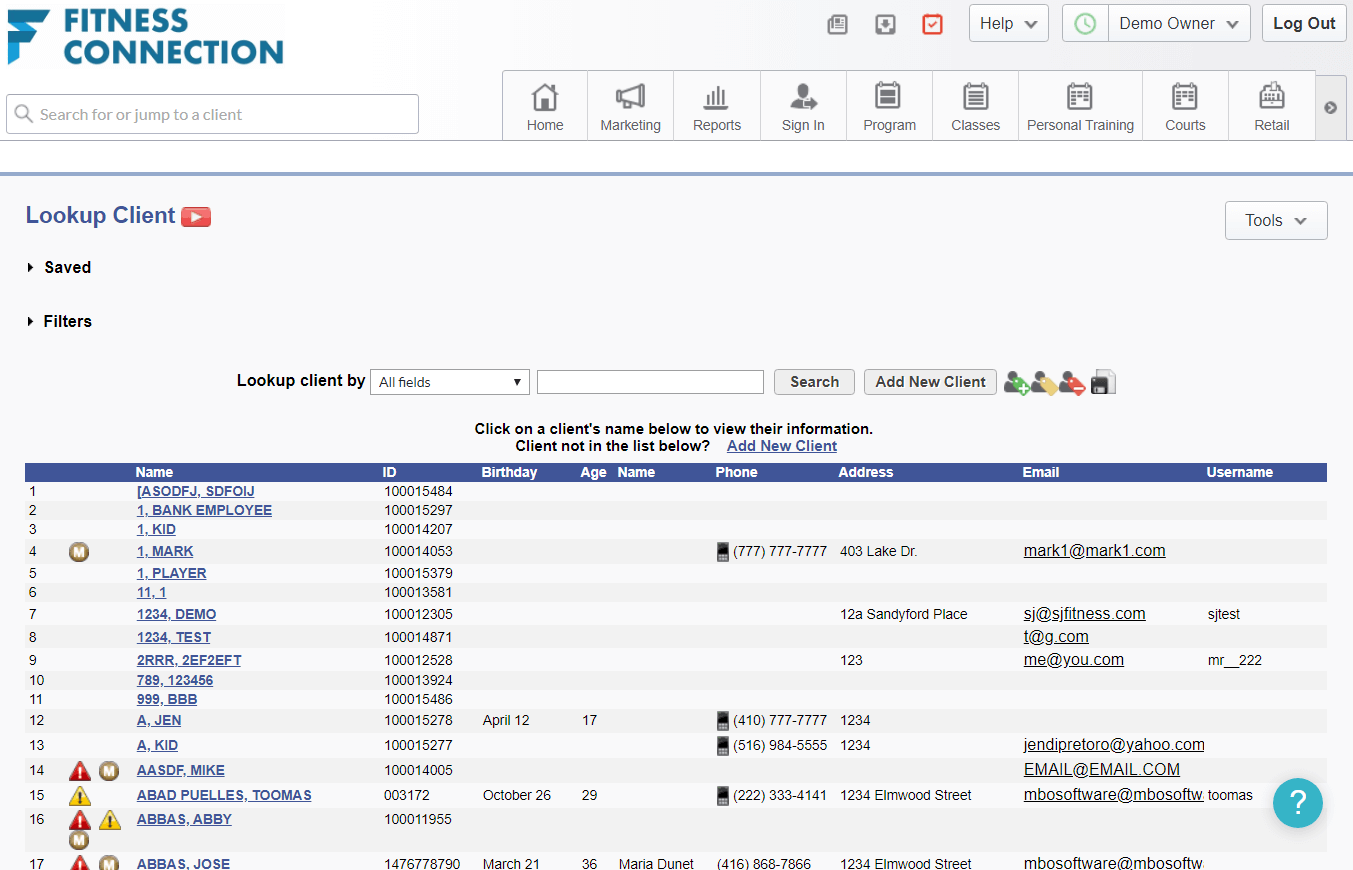 FITNESS
CONNECTION
Help
Demo Owner
Log Out
Search for or jump to a client
Home
Marketing
Reports
Sign In
Program
Classes
Personal Training
Courts
Retail
Lookup Client
Tools
Saved
Filters
Lookup client by All fields Search Add New Client
Click on a client's name below to view their information.
Client not in the list below? Add New Client
Name ID Birthday Age Name Phone Address Email Username
1 [ASODFJ, SDFOIJ 100015484
2 1, BANK EMPLOYEE 100015297
3 1, KID 100014207
4 M 1, MARK 100014053 (777) 777-7777 403 Lake Dr. mark1@mark1.com
5 1, PLAYER 100015379
6 11, 1 100013581
7 1234, DEMO 100012305 12a Sandyford Place sj@sjfitness.com sjtest
8 1234, TEST 100014871 t@g.com
9 2RRR, 2EF2EFT 100012528 123 me@you.com mr__222
10 789, 123456 100013924
11 999, BBB 100015486
12 A, JEN 100015278 April 12 17 (410) 777-7777 1234
13 A, KID 100015277 (516) 984-5555 1234 jendipretoro@yahoo.com
14 M AASDF, MIKE 100014005 EMAIL@EMAIL.COM
15 ABAD PUELLES, TOOMAS 003172 October 26 29 (222) 333-4141 1234 Elmwood Street mbosoftware@mbosoftw toomas
16 ABBAS, ABBY 100011955
M
17 M ABBAS, JOSE 1476778790 March 21 36 Maria Dunet (416) 868-7866 1234 Elmwood Street mbosoftware@mbosoftw
?